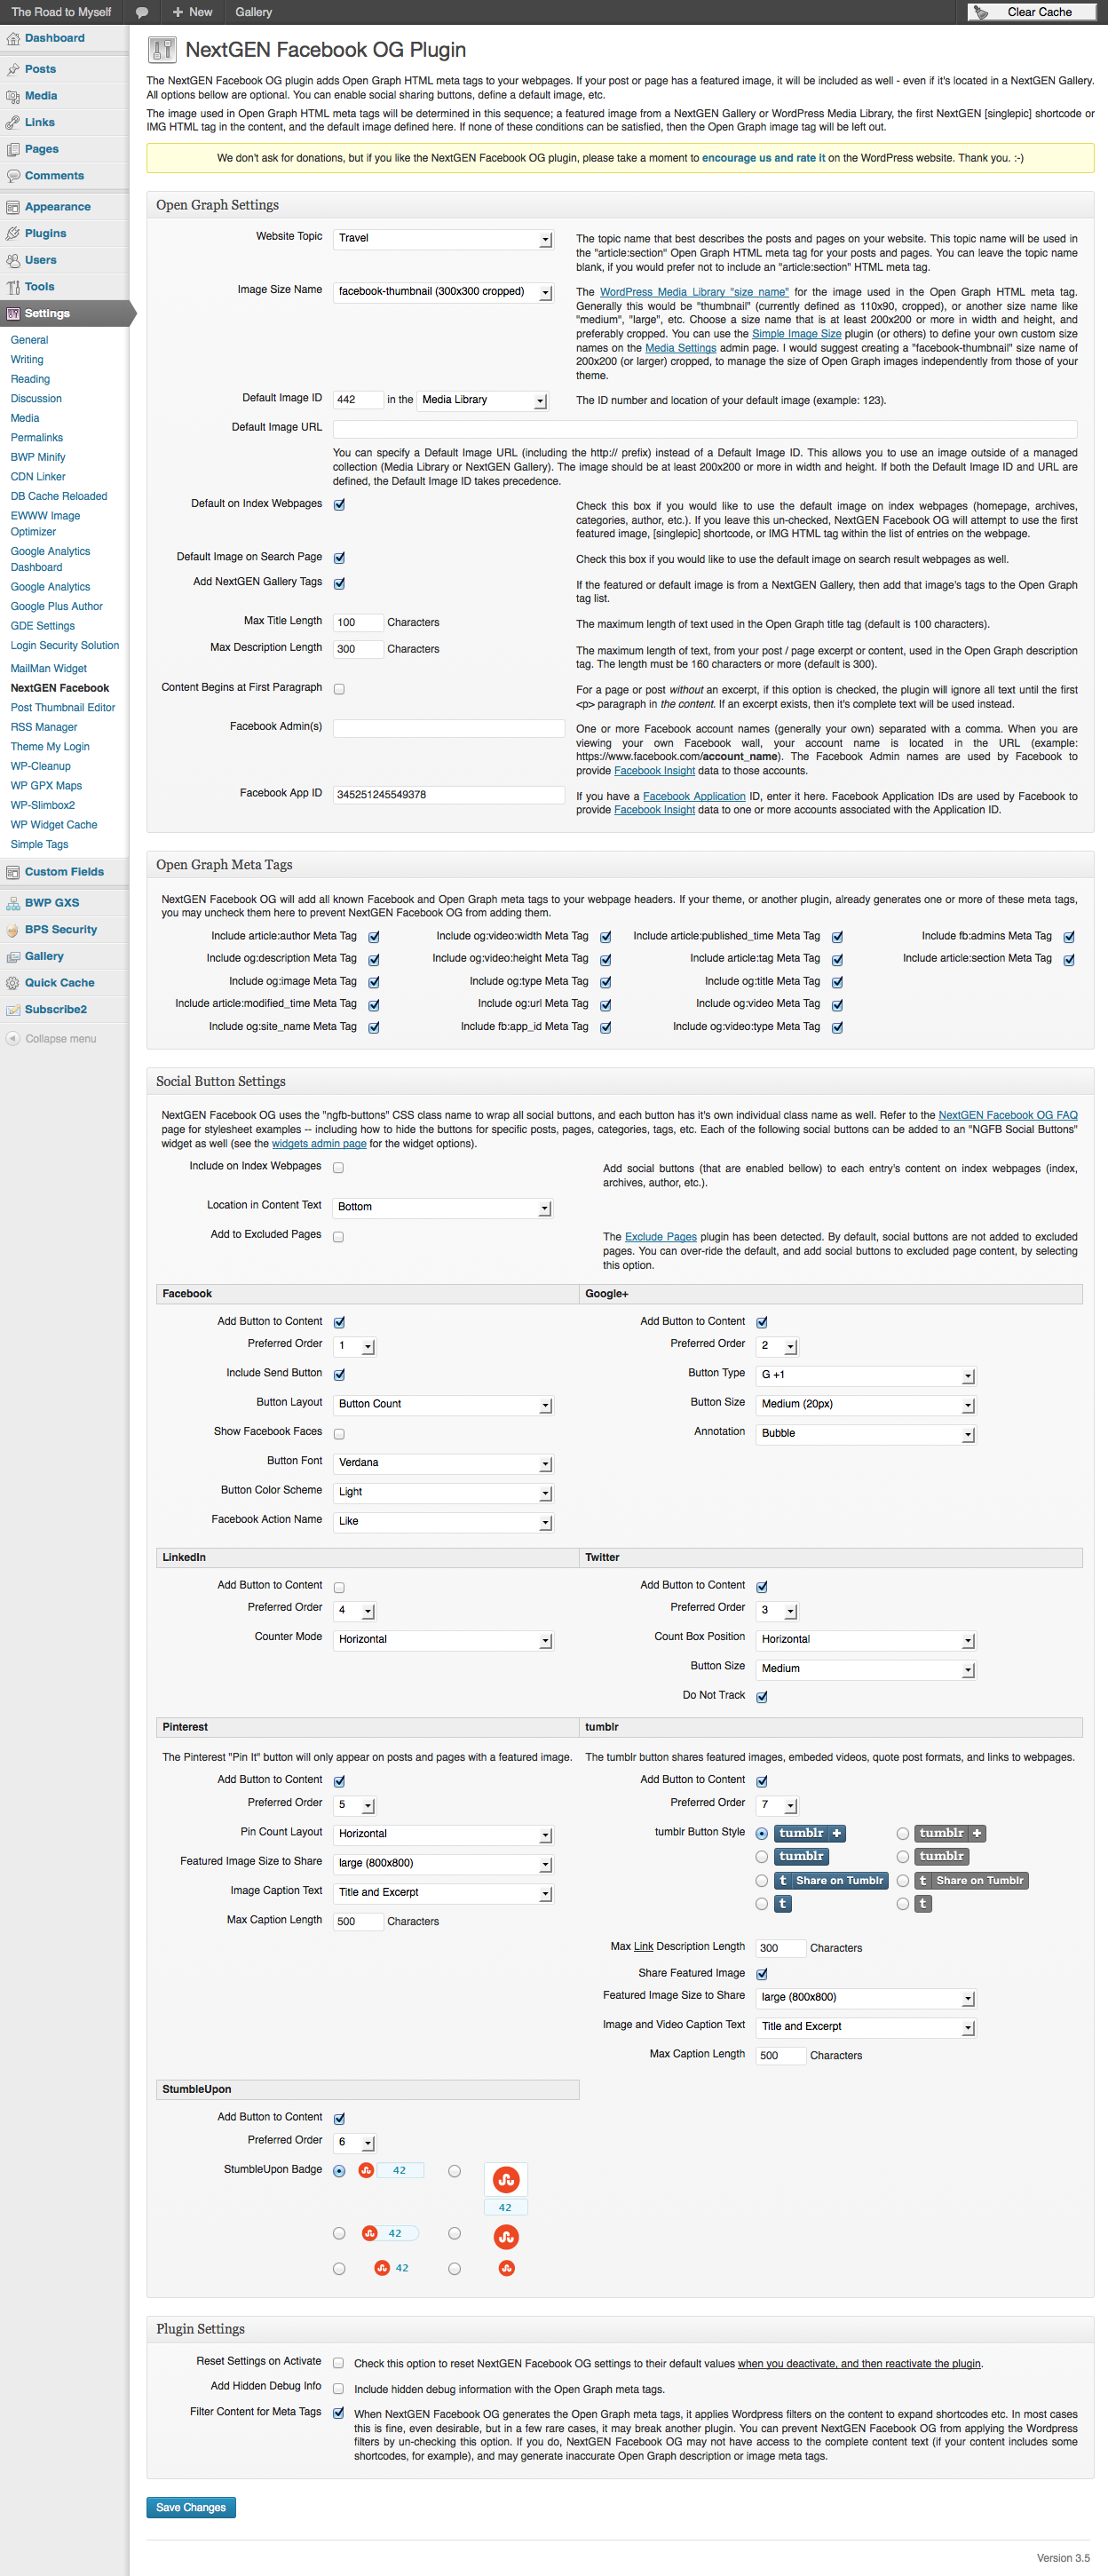 The Road to Myself
New
Gallery
Clear Cache
Dashboard
Posts
Media
Links
Pages
Comments
Appearance
Plugins
Users
Tools
Settings
General
Writing
Reading
Discussion
Media
Permalinks
BWP Minify
CDN Linker
DB Cache Reloaded
EWWW Image
Optimizer
Google Analytics
Dashboard
Google Analytics
Google Plus Author
GDE Settings
Login Security Solution
MailMan Widget
NextGEN Facebook
Post Thumbnail Editor
RSS Manager
Theme My Login
WP-Cleanup
WP GPX Maps
WP-Slimbox2
WP Widget Cache
Simple Tags
Custom Fields
BWP GXS
BPS Security
Gallery
Quick Cache
Subscribe2
Collapse menu
NextGEN Facebook OG Plugin
The NextGEN Facebook OG plugin adds Open Graph HTML meta tags to your webpages. If your post or page has a featured image, it will be included as well - even if it's located in a NextGEN Gallery.
All options bellow are optional. You can enable social sharing buttons, define a default image, etc.
The image used in Open Graph HTML meta tags will be determined in this sequence; a featured image from a NextGEN Gallery or WordPress Media Library, the first NextGEN [singlepic] shortcode or
IMG HTML tag in the content, and the default image defined here. If none of these conditions can be satisfied, then the Open Graph image tag will be left out.
We don't ask for donations, but if you like the NextGEN Facebook OG plugin, please take a moment to encourage us and rate it on the WordPress website. Thank you. :-)
Open Graph Settings
Website Topic
Travel
The topic name that best describes the posts and pages on your website. This topic name will be used in
the "article:section" Open Graph HTML meta tag for your posts and pages. You can leave the topic name
blank, if you would prefer not to include an "article:section" HTML meta tag.
Image Size Name
facebook-thumbnail (300x300 cropped)
The WordPress Media Library "size name" for the image used in the Open Graph HTML meta tag.
Generally this would be "thumbnail" (currently defined as 110x90, cropped), or another size name like
"medium", "large", etc. Choose a size name that is at least 200x200 or more in width and height, and
preferably cropped. You can use the Simple Image Size plugin (or others) to define your own custom size
names on the Media Settings admin page. I would suggest creating a "facebook-thumbnail" size name of
200x200 (or larger) cropped, to manage the size of Open Graph images independently from those of your
theme.
Default Image ID
442 in the Media Library
The ID number and location of your default image (example: 123).
Default Image URL
You can specify a Default Image URL (including the http:// prefix) instead of a Default Image ID. This allows you to use an image outside of a managed
collection (Media Library or NextGEN Gallery). The image should be at least 200x200 or more in width and height. If both the Default Image ID and URL are
defined, the Default Image ID takes precedence.
Default on Index Webpages
Check this box if you would like to use the default image on index webpages (homepage, archives,
categories, author, etc.). If you leave this un-checked, NextGEN Facebook OG will attempt to use the first
featured image, [singlepic] shortcode, or IMG HTML tag within the list of entries on the webpage.
Default Image on Search Page
Check this box if you would like to use the default image on search result webpages as well.
Add NextGEN Gallery Tags
If the featured or default image is from a NextGEN Gallery, then add that image's tags to the Open Graph
tag list.
Max Title Length
100 Characters
The maximum length of text used in the Open Graph title tag (default is 100 characters).
Max Description Length
300 Characters
The maximum length of text, from your post / page excerpt or content, used in the Open Graph description
tag. The length must be 160 characters or more (default is 300).
Content Begins at First Paragraph
For a page or post without an excerpt, if this option is checked, the plugin will ignore all text until the first
<p> paragraph in the content. If an excerpt exists, then it's complete text will be used instead.
Facebook Admin(s)
One or more Facebook account names (generally your own) separated with a comma. When you are
viewing your own Facebook wall, your account name is located in the URL (example:
https://www.facebook.com/account_name). The Facebook Admin names are used by Facebook to
provide Facebook Insight data to those accounts.
Facebook App ID
345251245549378
If you have a Facebook Application ID, enter it here. Facebook Application IDs are used by Facebook to
provide Facebook Insight data to one or more accounts associated with the Application ID.
Open Graph Meta Tags
NextGEN Facebook OG will add all known Facebook and Open Graph meta tags to your webpage headers. If your theme, or another plugin, already generates one or more of these meta tags,
you may uncheck them here to prevent NextGEN Facebook OG from adding them.
Include article:author Meta Tag Include og:video:width Meta Tag Include article:published_time Meta Tag Include fb:admins Meta Tag
Include og:description Meta Tag Include og:video:height Meta Tag Include article:tag Meta Tag Include article:section Meta Tag
Include og:image Meta Tag Include og:type Meta Tag Include og:title Meta Tag
Include article:modified_time Meta Tag Include og:url Meta Tag Include og:video Meta Tag
Include og:site_name Meta Tag Include fb:app_id Meta Tag Include og:video:type Meta Tag
Social Button Settings
NextGEN Facebook OG uses the "ngfb-buttons" CSS class name to wrap all social buttons, and each button has it's own individual class name as well. Refer to the NextGEN Facebook OG FAQ
page for stylesheet examples -- including how to hide the buttons for specific posts, pages, categories, tags, etc. Each of the following social buttons can be added to an "NGFB Social Buttons"
widget as well (see the widgets admin page for the widget options).
Include on Index Webpages
Add social buttons (that are enabled bellow) to each entry's content on index webpages (index,
archives, author, etc.).
Location in Content Text
Bottom
Add to Excluded Pages
The Exclude Pages plugin has been detected. By default, social buttons are not added to excluded
pages. You can over-ride the default, and add social buttons to excluded page content, by selecting
this option.
Facebook
Add Button to Content
Preferred Order 1
Include Send Button
Button Layout Button Count
Show Facebook Faces
Button Font Verdana
Button Color Scheme Light
Facebook Action Name Like
Google+
Add Button to Content
Preferred Order 2
Button Type G +1
Button Size Medium (20px)
Annotation Bubble
LinkedIn
Add Button to Content
Preferred Order 4
Counter Mode Horizontal
Twitter
Add Button to Content
Preferred Order 3
Count Box Position Horizontal
Button Size Medium
Do Not Track
Pinterest
The Pinterest "Pin It" button will only appear on posts and pages with a featured image.
Add Button to Content
Preferred Order 5
Pin Count Layout Horizontal
Featured Image Size to Share large (800x800)
Image Caption Text Title and Excerpt
Max Caption Length 500 Characters
tumblr
The tumblr button shares featured images, embeded videos, quote post formats, and links to webpages.
Add Button to Content
Preferred Order 7
tumblr Button Style tumblr + tumblr +
tumblr tumblr
t Share on Tumblr t Share on Tumblr
t t
Max Link Description Length 300 Characters
Share Featured Image
Featured Image Size to Share large (800x800)
Image and Video Caption Text Title and Excerpt
Max Caption Length 500 Characters
StumbleUpon
Add Button to Content
Preferred Order 6
StumbleUpon Badge 42
42
42
42
Plugin Settings
Reset Settings on Activate
Check this option to reset NextGEN Facebook OG settings to their default values when you deactivate, and then reactivate the plugin.
Add Hidden Debug Info
Include hidden debug information with the Open Graph meta tags.
Filter Content for Meta Tags
When NextGEN Facebook OG generates the Open Graph meta tags, it applies Wordpress filters on the content to expand shortcodes etc. In most cases
this is fine, even desirable, but in a few rare cases, it may break another plugin. You can prevent NextGEN Facebook OG from applying the Wordpress
filters by un-checking this option. If you do, NextGEN Facebook OG may not have access to the complete content text (if your content includes some
shortcodes, for example), and may generate inaccurate Open Graph description or image meta tags.
Save Changes
Version 3.5